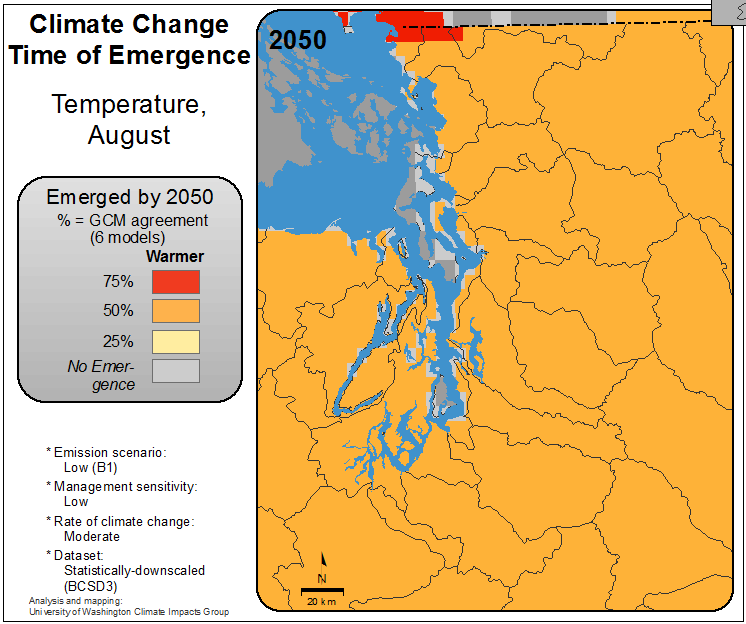 Climate Change
Time of Emergence
Temperature,
August
Emerged by 2050
% = GCM agreement
(6 models)
Warmer
75%
50%
25%
No Emer-
gence
* Emission scenario:
Low (B1)
* Management sensitivity:
Low
* Rate of climate change:
Moderate
* Dataset:
Statistically-downscaled
(BCSD3)
Analysis and mapping:
University of Washington Climate Impacts Group
2050
N
20 km